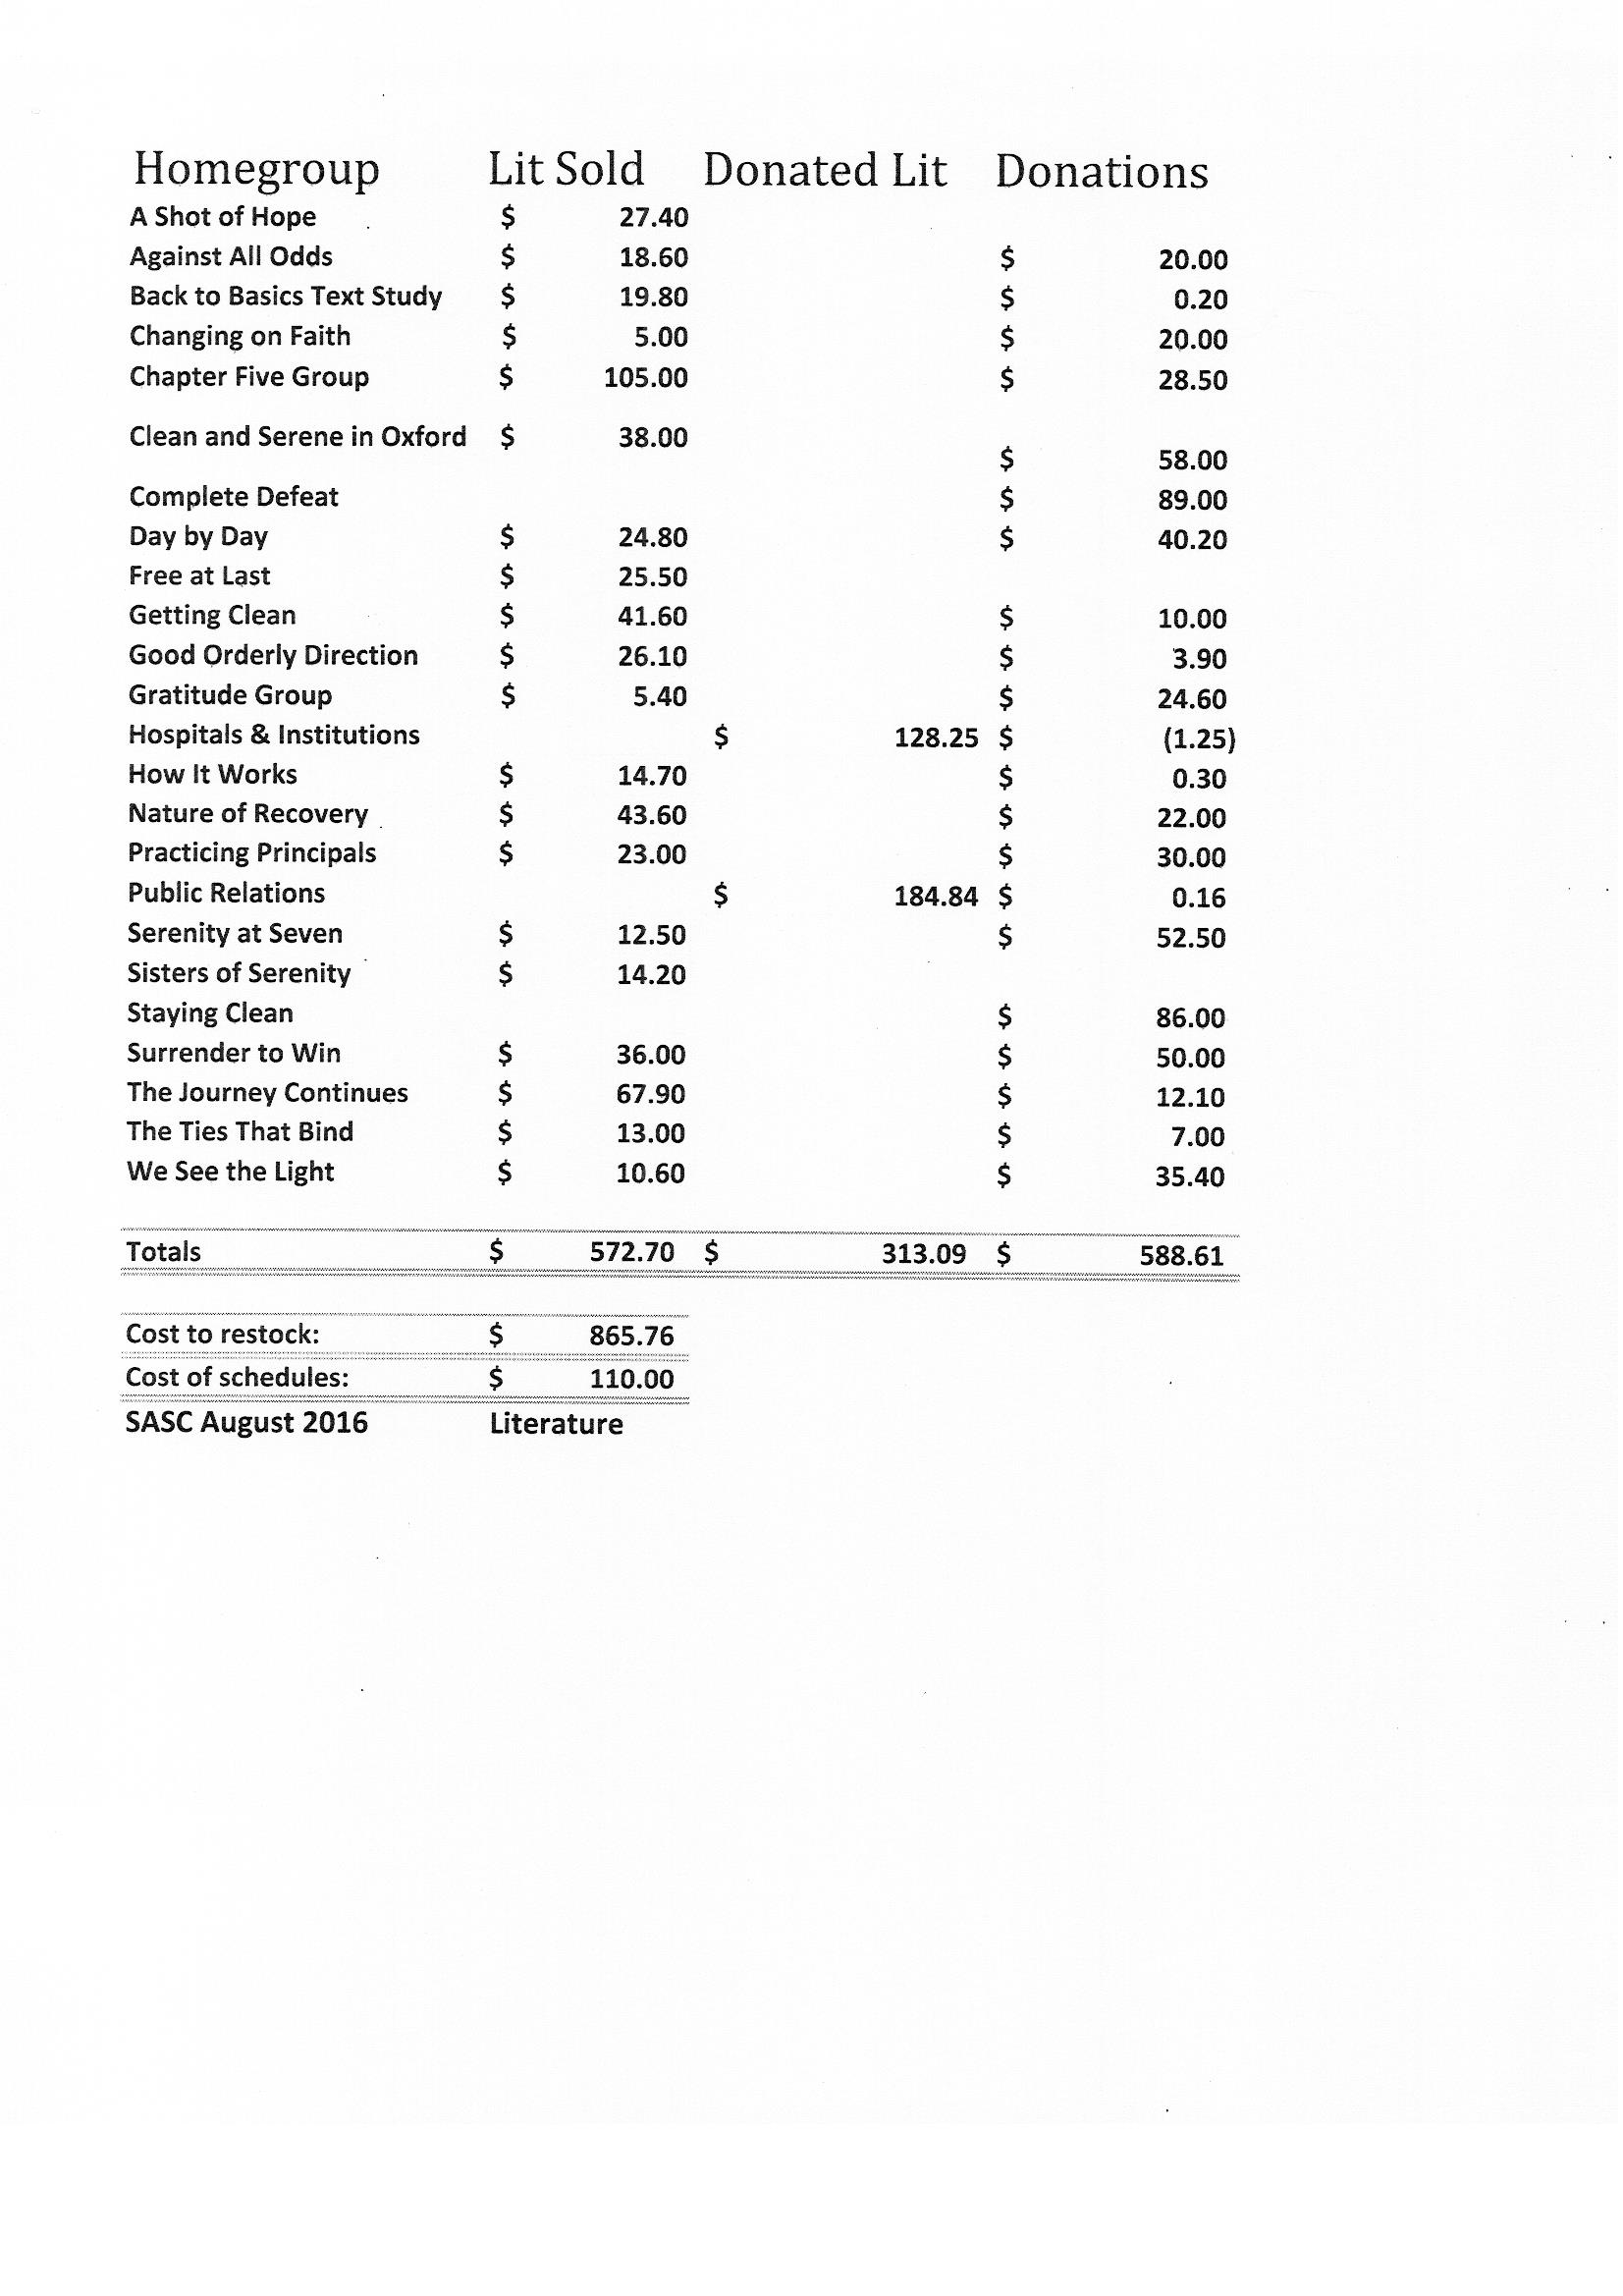 Homegroup Lit Sold Donated Lit Donations
A Shot of Hope $ 27.40
Against All Odds $ 18.60 $ 20.00
Back to Basics Text Study $ 19.80 $ 0.20
Changing on Faith $ 5.00 $ 20.00
Chapter Five Group $ 105.00 $ 28.50
Clean and Serene in Oxford $ 38.00 $ 58.00
Complete Defeat $ 89.00
Day by Day $ 24.80 $ 40.20
Free at Last $ 25.50
Getting Clean $ 41.60 $ 10.00
Good Orderly Direction $ 26.10 $ 3.90
Gratitude Group $ 5.40 $ 24.60
Hospitals & Institutions $ 128.25 $ (1.25)
How It Works $ 14.70 $ 0.30
Nature of Recovery $ 43.60 $ 22.00
Practicing Principals $ 23.00 $ 30.00
Public Relations $ 184.84 $ 0.16
Serenity at Seven $ 12.50 $ 52.50
Sisters of Serenity $ 14.20
Staying Clean $ 86.00
Surrender to Win $ 36.00 $ 50.00
The Journey Continues $ 67.90 $ 12.10
The Ties That Bind $ 13.00 $ 7.00
We See the Light $ 10.60 $ 35.40
Totals $ 572.70 $ 313.09 $ 588.61
Cost to restock: $ 865.76
Cost of schedules: $ 110.00
SASC August 2016 Literature